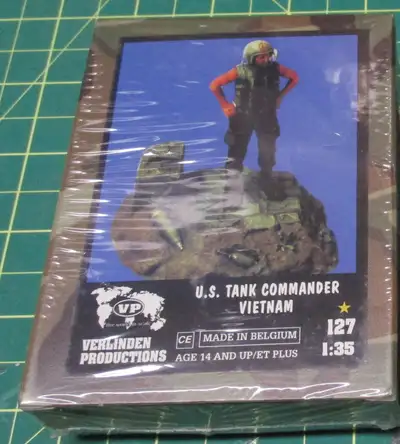 U.S. TANK COMMANDER
VIETNAM
VP
VERLINDEN
PRODUCTIONS
CE MADE IN BELGIUM
AGE 14 AND UP/ET PLUS
127
1:35